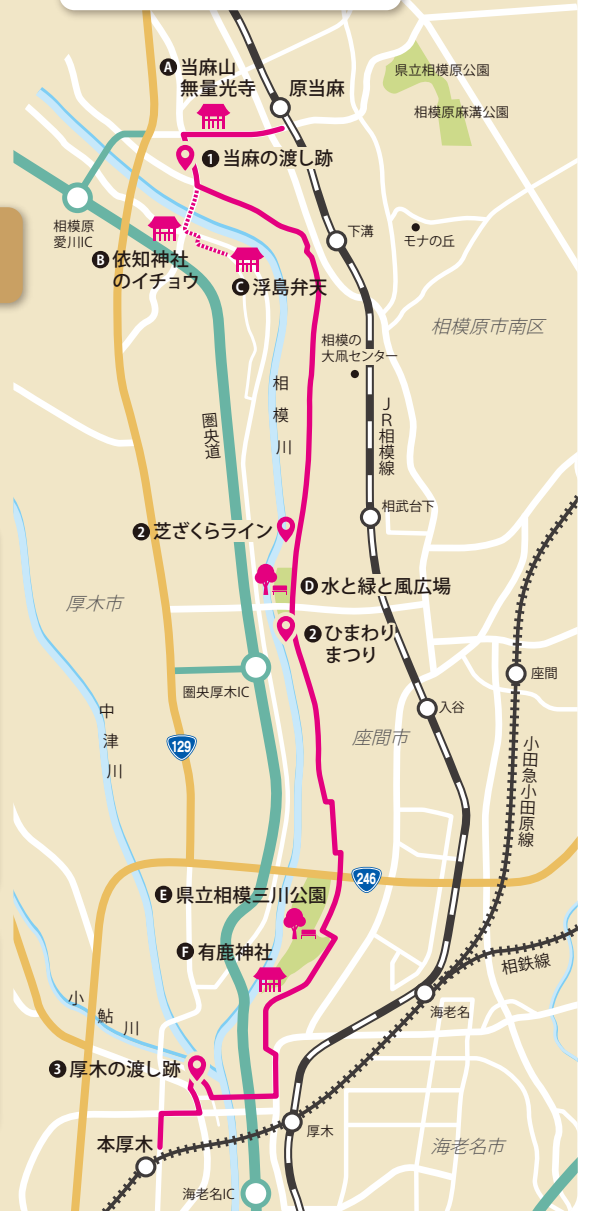 A 当麻山
無量光寺
原当麻
県立相模原公園
相模原麻溝公園
1 当麻の渡し跡
相模原
愛川IC
下溝
モナの丘
B 依知神社
のイチョウ
C 浮島弁天
相模原市南区
相模の
大凧センター
相模川
JR相模線
圏央道
相武台下
2 芝ざくらライン
D 水と緑と風広場
厚木市
2 ひまわり
まつり
座間
圏央厚木IC
入谷
中津川
座間市
129
小田急小田原線
246
E 県立相模三川公園
F 有鹿神社
相鉄線
小鮎川
海老名
3 厚木の渡し跡
厚木
本厚木
海老名市
海老名IC